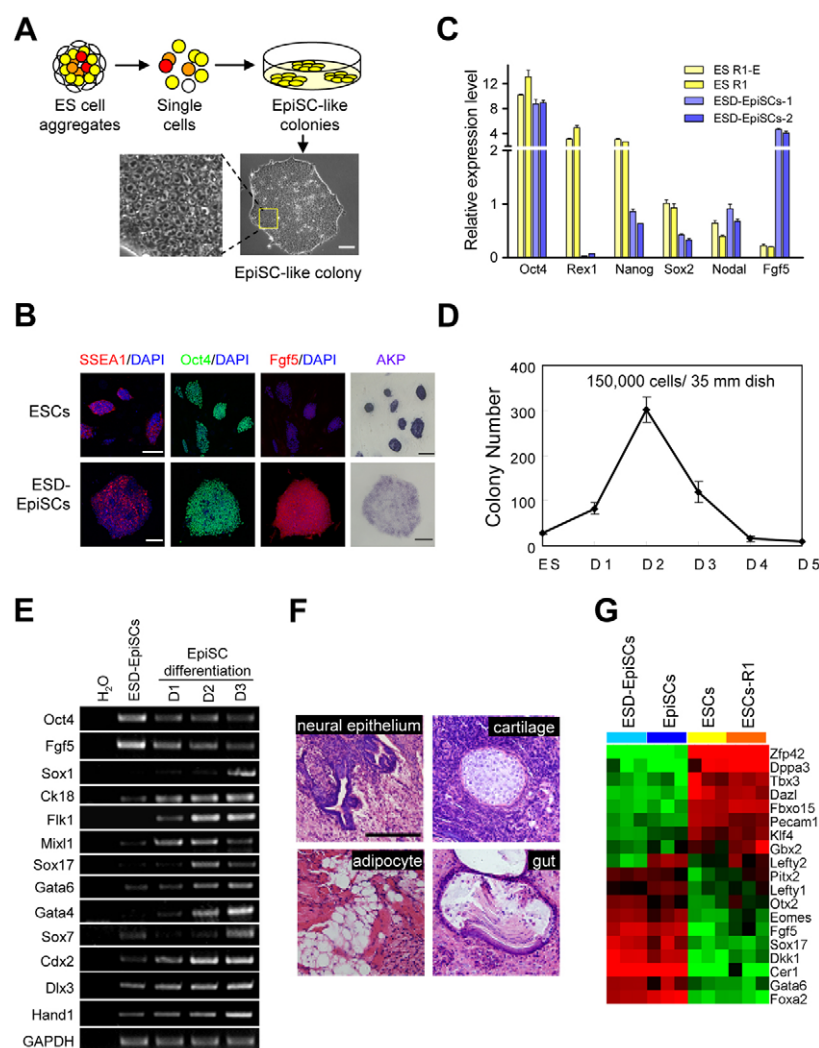 A
ES cell
aggregates
Single
cells
EpiSC-like
colonies
EpiSC-like colony
B
SSEA1/DAPI Oct4/DAPI Fgf5/DAPI AKP
ESCs
ESD-
EpiSCs
C
Relative expression level
12
8
4
2
1
0
ES R1-E
ES R1
ESD-EpiSCs-1
ESD-EpiSCs-2
Oct4 Rex1 Nanog Sox2 Nodal Fgf5
D
150,000 cells/ 35 mm dish
Colony Number
400
300
200
100
0
ES D1 D2 D3 D4 D5
E
H2O
ESD-EpiSCs
EpiSC
differentiation
D1 D2 D3
Oct4
Fgf5
Sox1
Ck18
Flk1
Mixl1
Sox17
Gata6
Gata4
Sox7
Cdx2
Dlx3
Hand1
GAPDH
F
neural epithelium
cartilage
adipocyte
gut
G
ESD-EpiSCs
EpiSCs
ESCs
ESCs-R1
Zfp42
Dppa3
Tbx3
Dazl
Fbxo15
Pecam1
Klf4
Gbx2
Lefty2
Pitx2
Lefty1
Otx2
Eomes
Fgf5
Sox17
Dkk1
Cer1
Gata6
Foxa2